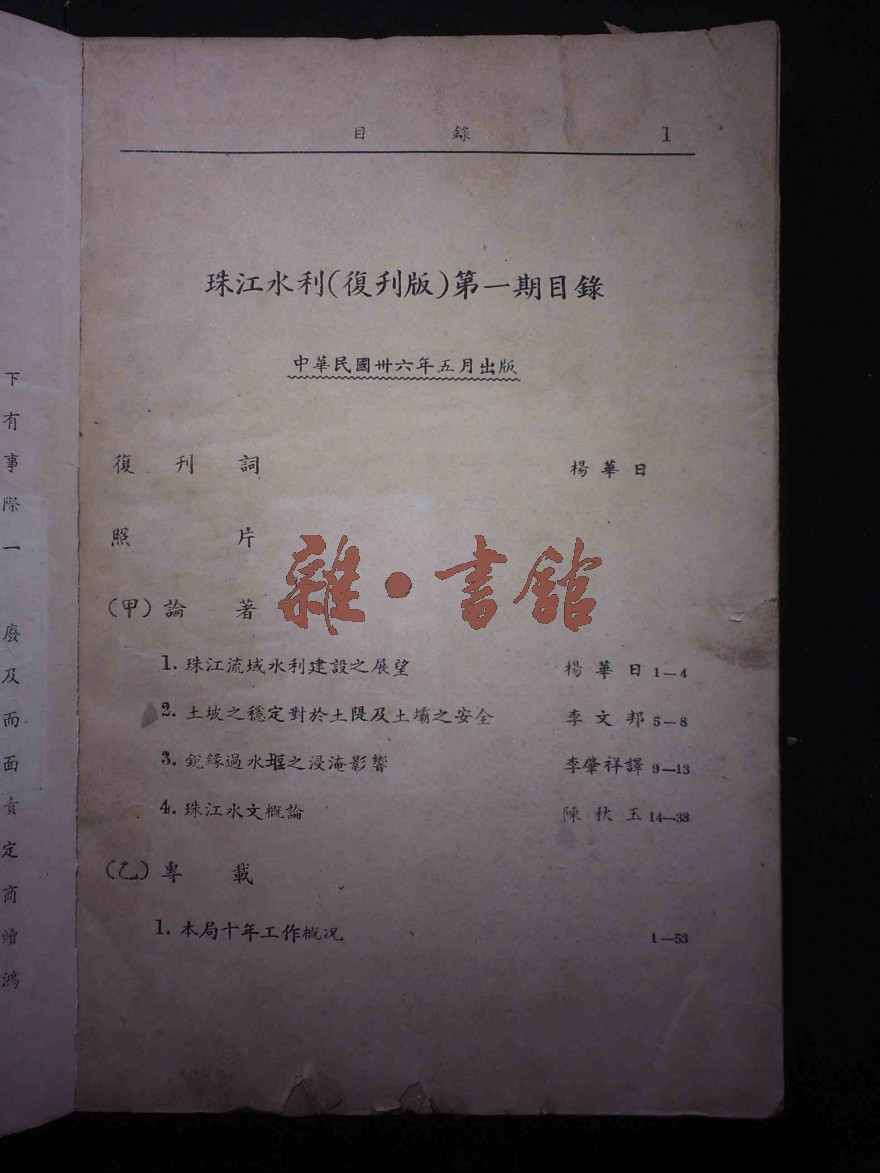 目 錄 1
珠江水利(復刋版)第一期目錄
中華民國卅六年五月出版
復刋詞 楊華日
照片
雜·書館
(甲)論著
1. 珠江流域水利建設之展望 楊華日 1—4
2. 土坡之穩定對於土隄及土壩之安全 李文邦 5—8
3. 銳緣過水堰之浸淹影響 李肇祥譯 9—13
4. 珠江水文概論 陳秋玉 14—38
(乙)專載
1. 本局十年工作概況 1—53
下有事際一
廢及而面責定商續鴻